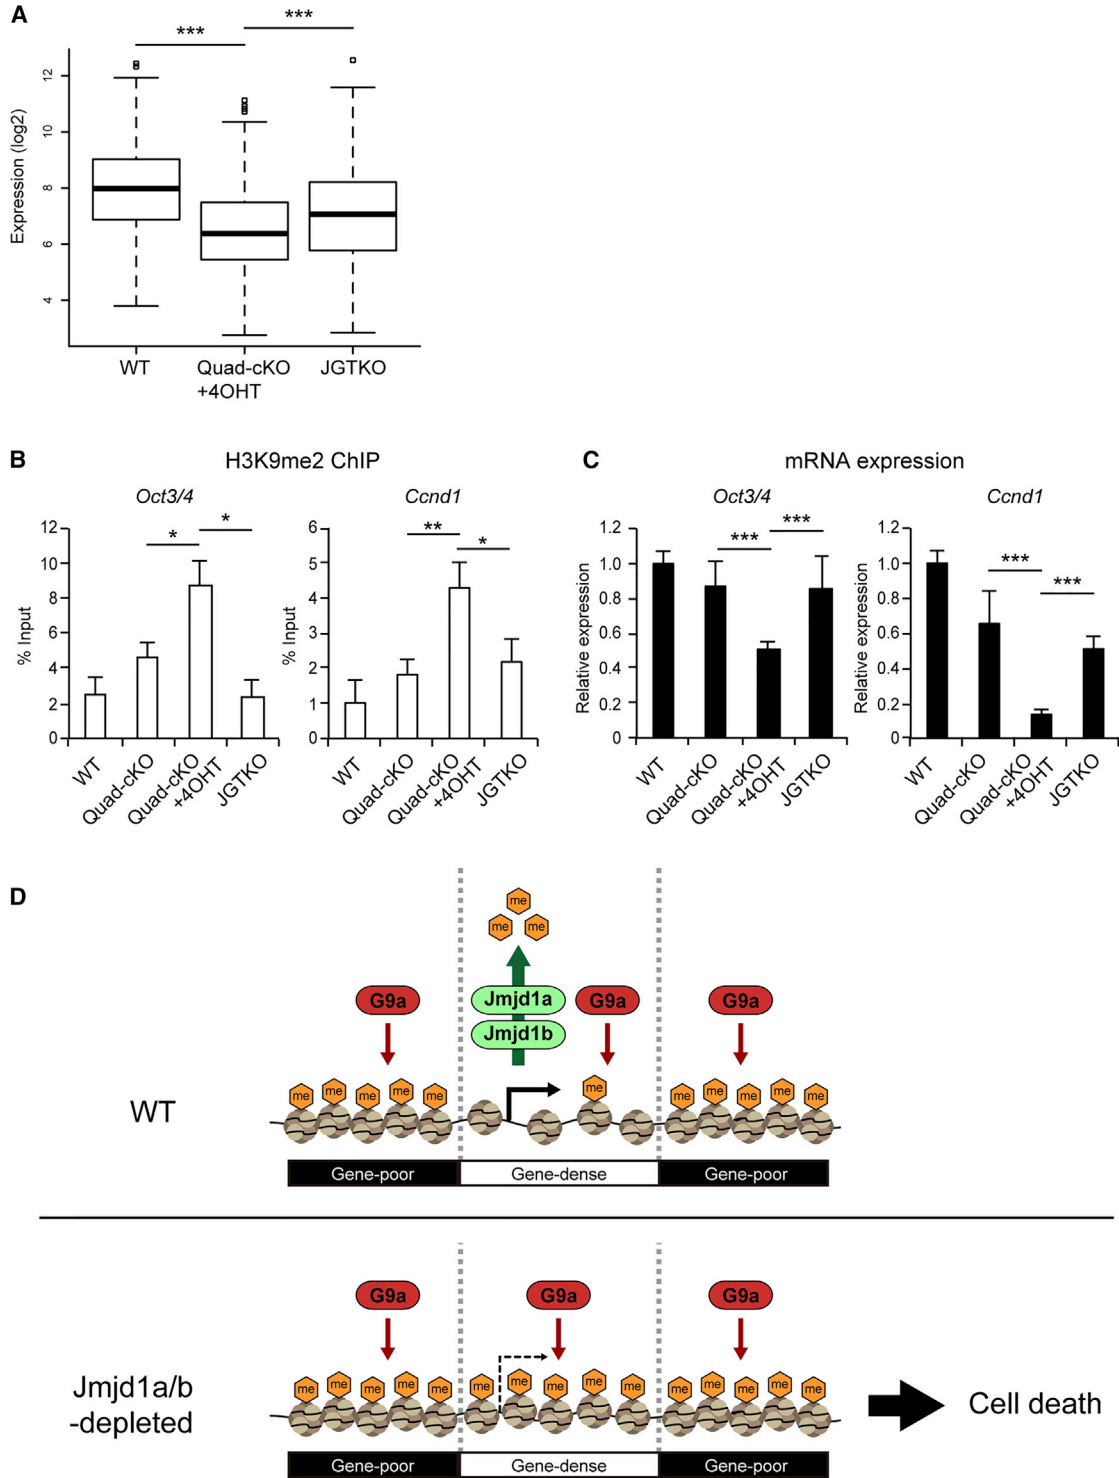 A
***
***
Expression (log2)
12
10
8
6
4
WT
Quad-cKO
+4OHT
JGTKO
B
H3K9me2 ChIP
Oct3/4
% Input
12
10
8
6
4
2
0
*
*
WT
Quad-cKO
Quad-cKO
+4OHT
JGTKO
Ccnd1
% Input
6
5
4
3
2
1
0
**
*
WT
Quad-cKO
Quad-cKO
+4OHT
JGTKO
C
mRNA expression
Oct3/4
Relative expression
1.2
1.0
0.8
0.6
0.4
0.2
0
***
***
WT
Quad-cKO
Quad-cKO
+4OHT
JGTKO
Ccnd1
Relative expression
1.2
1.0
0.8
0.6
0.4
0.2
0
***
***
WT
Quad-cKO
Quad-cKO
+4OHT
JGTKO
D
me
me me
G9a
Jmjd1a
Jmjd1b
G9a
G9a
WT
me me me me me
me
me me me me me
Gene-poor
Gene-dense
Gene-poor
G9a
G9a
G9a
Jmjd1a/b
-depleted
me me me me me
me me me me me
me me me me me
Cell death
Gene-poor
Gene-dense
Gene-poor